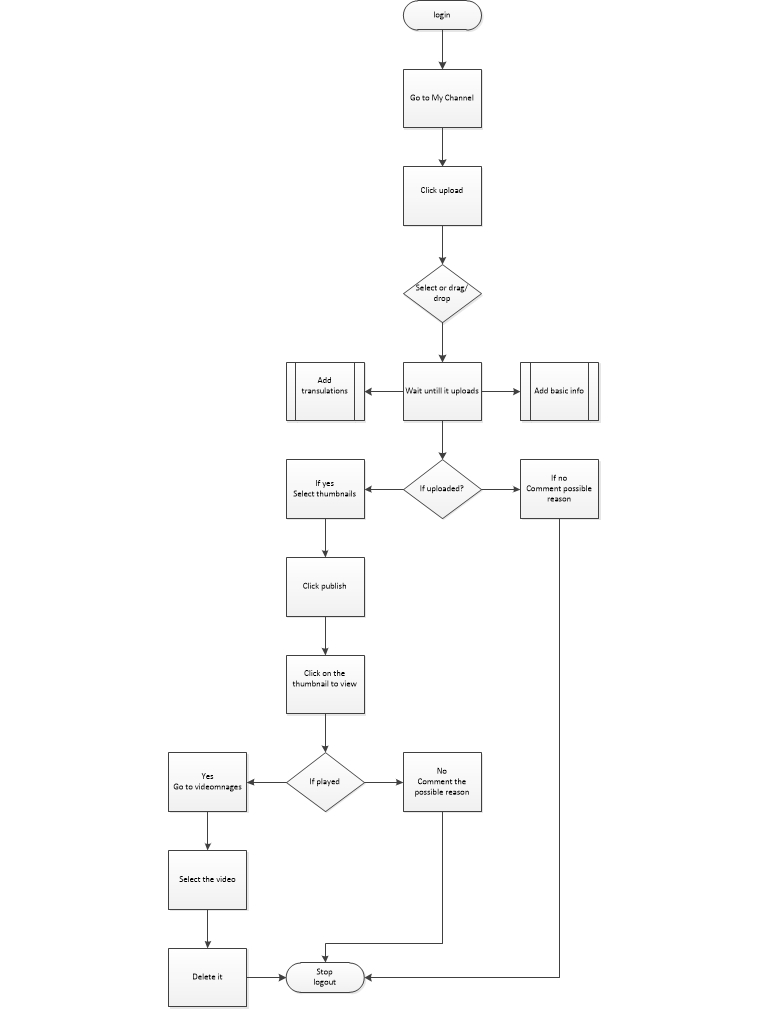 login
Go to My Channel
Click upload
Select or drag/
drop
Add
transulations
Wait untill it uploads
Add basic info
If yes
Select thumbnails
If uploaded?
If no
Comment possible
reason
Click publish
Click on the
thumbnail to view
Yes
Go to videomnages
If played
No
Comment the
possible reason
Select the video
Delete it
Stop
logout